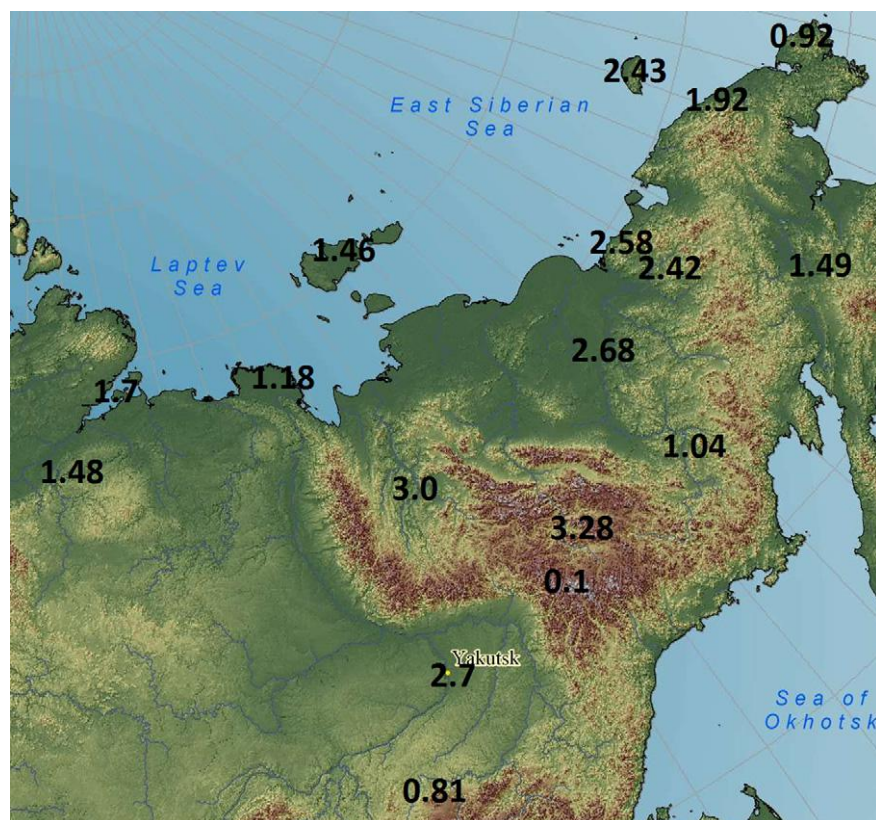 0.92
2.43
1.92
East Siberian
Sea
2.58
1.46
2.42
1.49
Laptev
Sea
2.68
1.18
1.7
1.04
1.48
3.0
3.28
0.1
Yakutsk
2.7
Sea of
Okhotsk
0.81